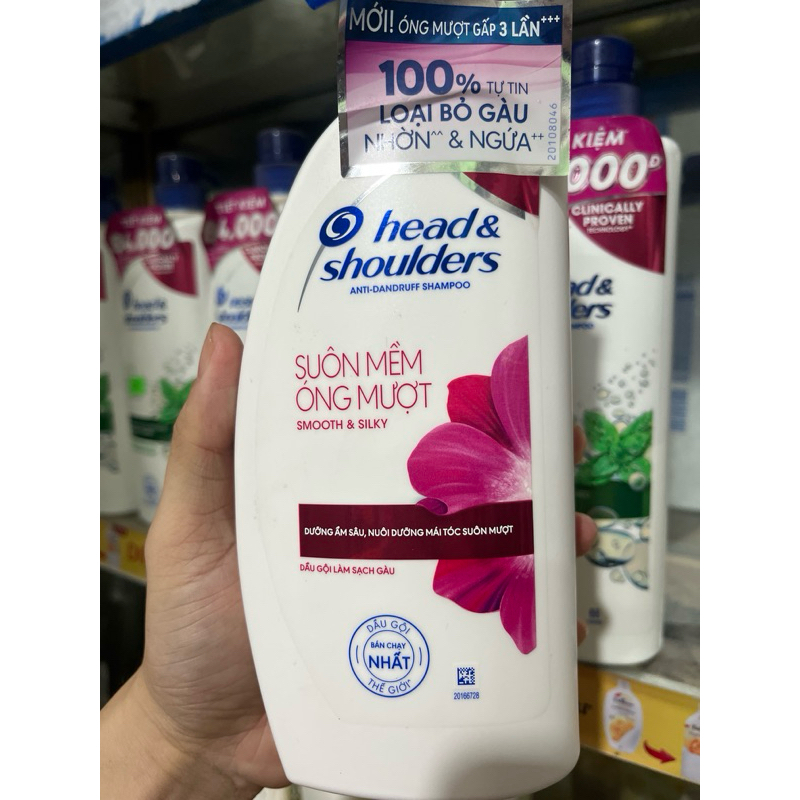 MỚI! ÓNG MƯỢT GẤP 3 LẦN+++
100% TỰ TIN
LOẠI BỎ GÀU
NHỜN^^ & NGỨA++
20108046
head &
shoulders
ANTI-DANDRUFF SHAMPOO
SUÔN MỀM
ÓNG MƯỢT
SMOOTH & SILKY
DƯỠNG ẨM SÂU, NUÔI DƯỠNG MÁI TÓC SUÔN MƯỢT
DẦU GỘI LÀM SẠCH GÀU
DẦU GỘI
BÁN CHẠY
NHẤT
THẾ GIỚI*
20166728
KIỆM
000Đ
CLINICALLY
PROVEN
TECHNOLOGY
shoulders